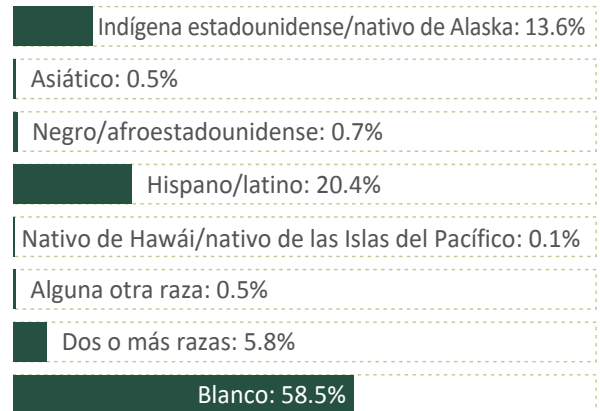 Indígena estadounidense/nativo de Alaska: 13.6%
Asiático: 0.5%
Negro/afroestadounidense: 0.7%
Hispano/latino: 20.4%
Nativo de Hawái/nativo de las Islas del Pacífico: 0.1%
Alguna otra raza: 0.5%
Dos o más razas: 5.8%
Blanco: 58.5%